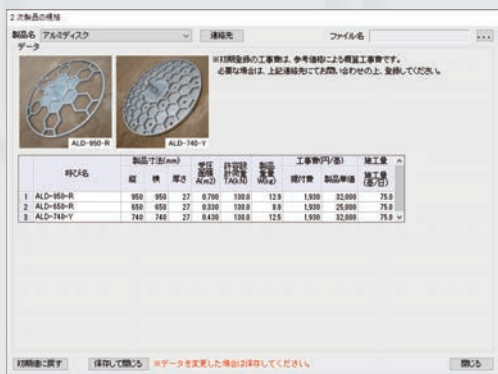 2次製品の規格
製品名 アルミディスク 連絡先 ファイル名 ...
データ
※初期登録の工事費は、参考価格による概算工事費です。
必要な場合は、上記連絡先にてお問い合わせの上、登録してください。
ALD-950-R ALD-740-Y
呼び名 製品寸法(mm) 受圧面積A(m2) 許容設計荷重TA(kN) 製品重量W(kg) 工事費(円/基) 施工量
縦 横 厚さ 据付費 製品単価 施工量(基/日)
1 ALD-950-R 950 950 27 0.700 130.0 12.9 1,930 32,000 75.0
2 ALD-650-R 650 650 27 0.330 130.0 8.9 1,930 25,000 75.0
3 ALD-740-Y 740 740 27 0.430 130.0 12.5 1,930 32,000 75.0
初期値に戻す 保存して閉じる ※データを変更した場合は保存してください。 閉じる